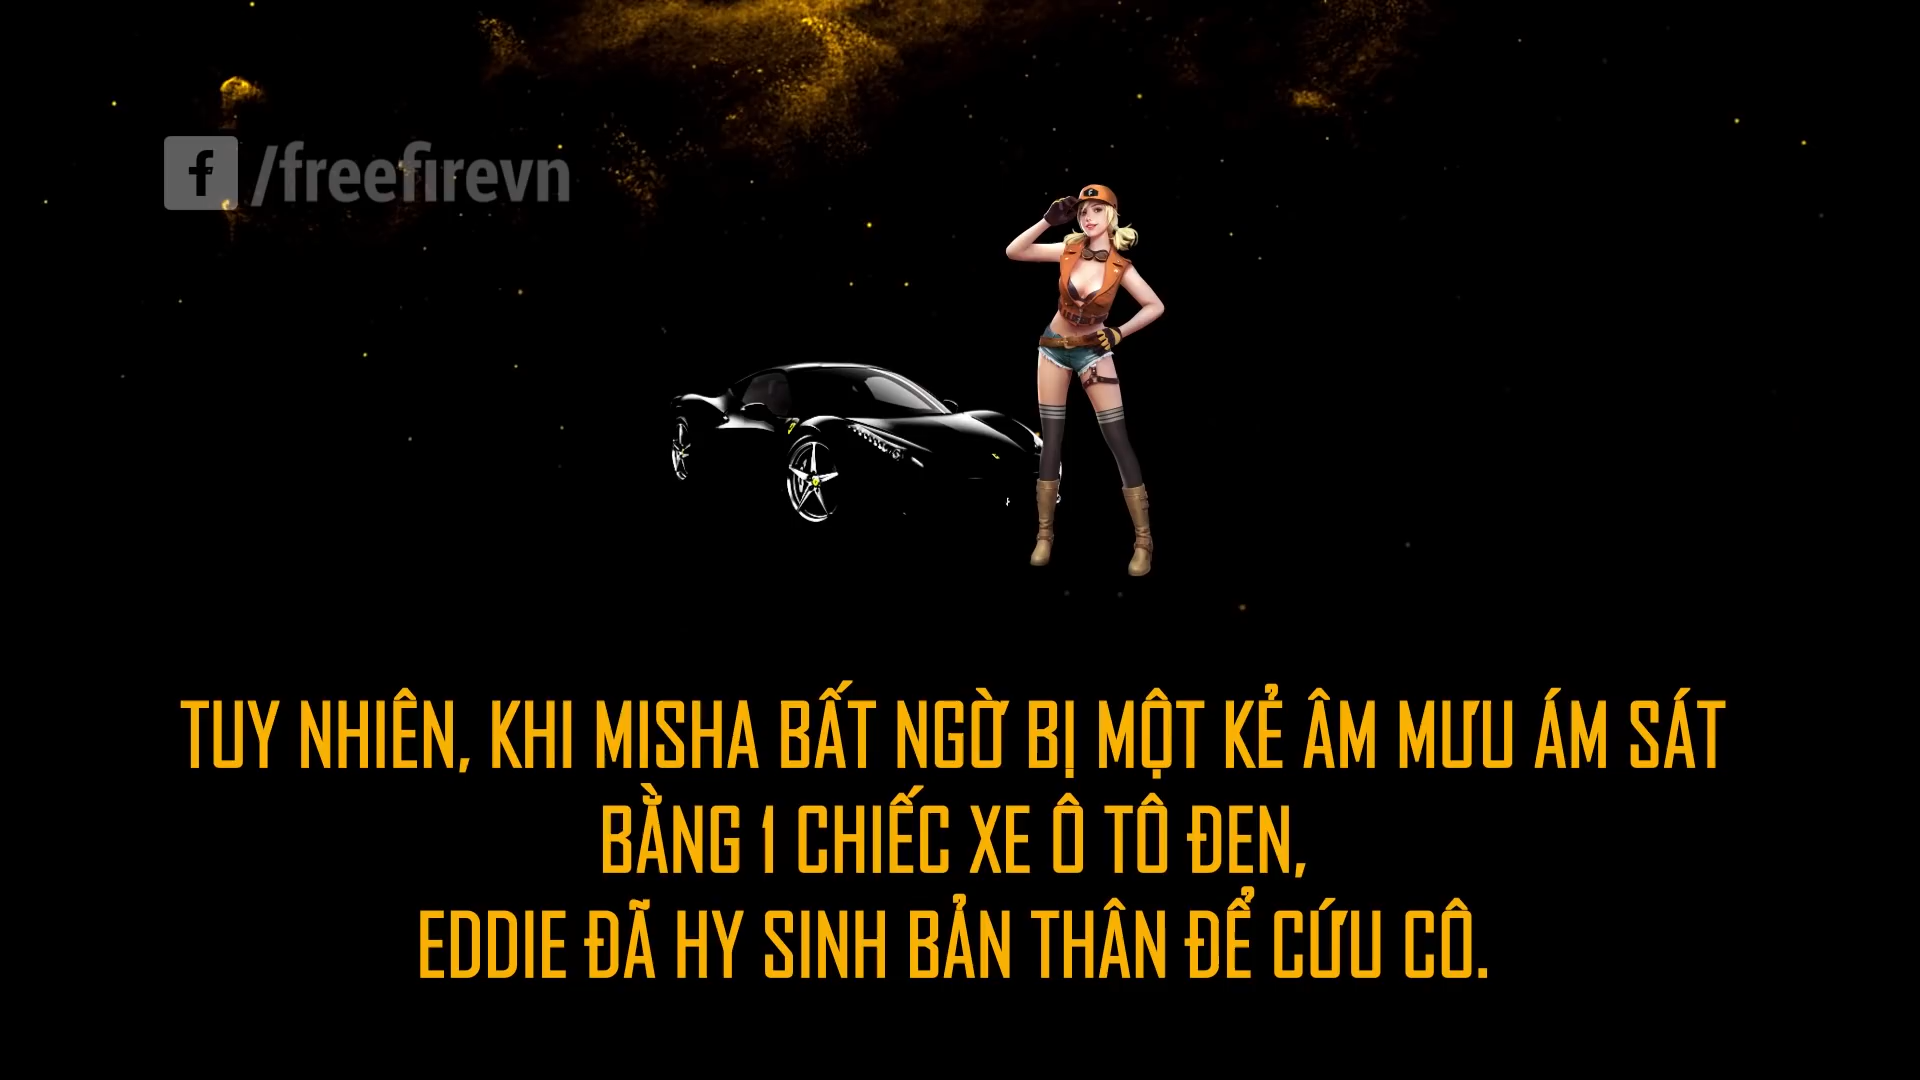 f/freefirevn
TUY NHIÊN, KHI MISHA BẤT NGỜ BỊ MỘT KẺ ÂM MƯU ÁM SÁT
BẰNG 1 CHIẾC XE Ô TÔ ĐEN,
EDDIE ĐÃ HY SINH BẢN THÂN ĐỂ CỨU CÔ.